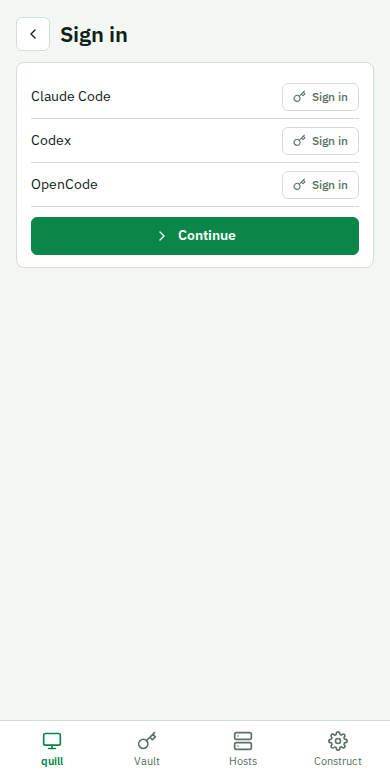 Sign in
Claude Code
Sign in
Codex
Sign in
OpenCode
Sign in
Continue
quill
Vault
Hosts
Construct